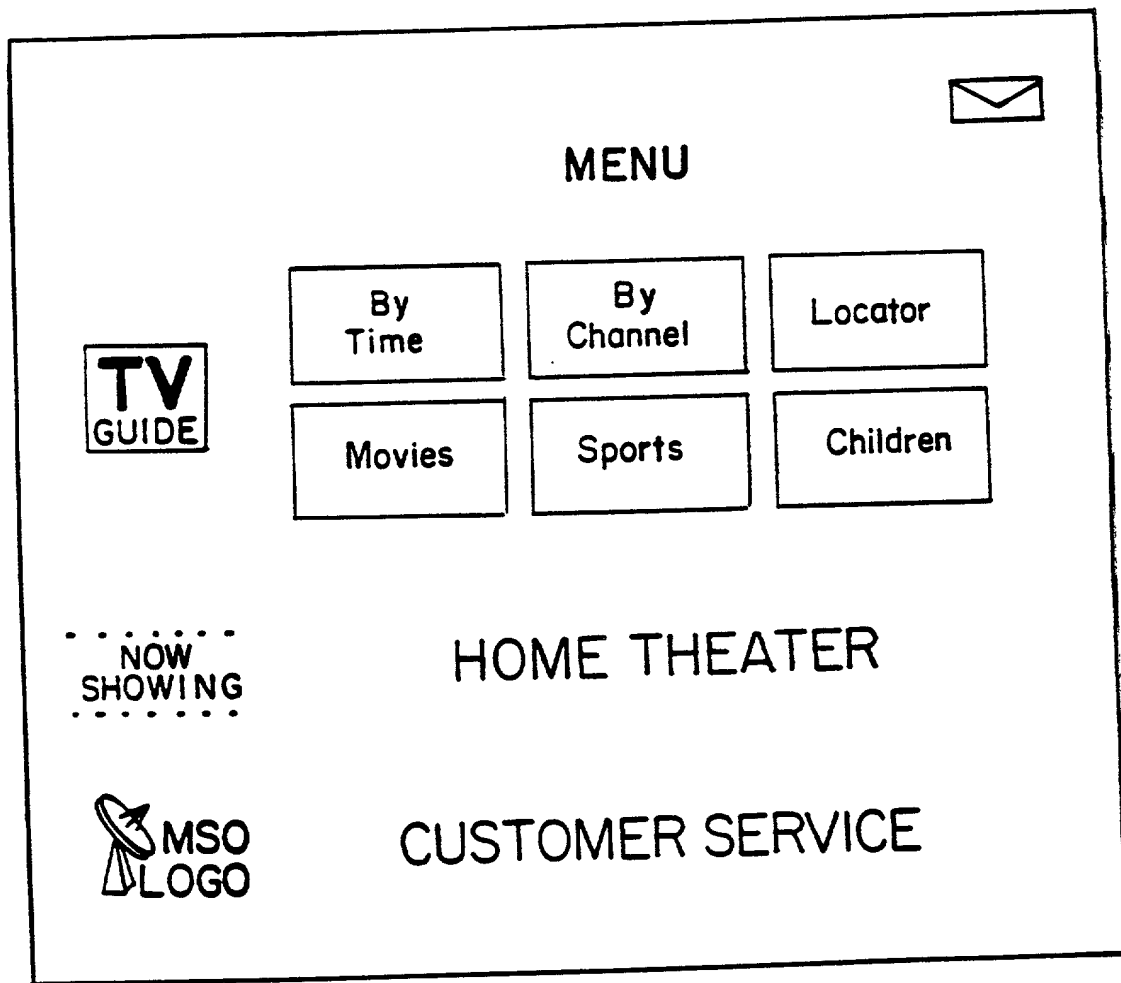 MENU
By
Time
By
Channel
Locator
TV
GUIDE
Movies
Sports
Children
NOW
SHOWING
HOME THEATER
MSO
LOGO
CUSTOMER SERVICE